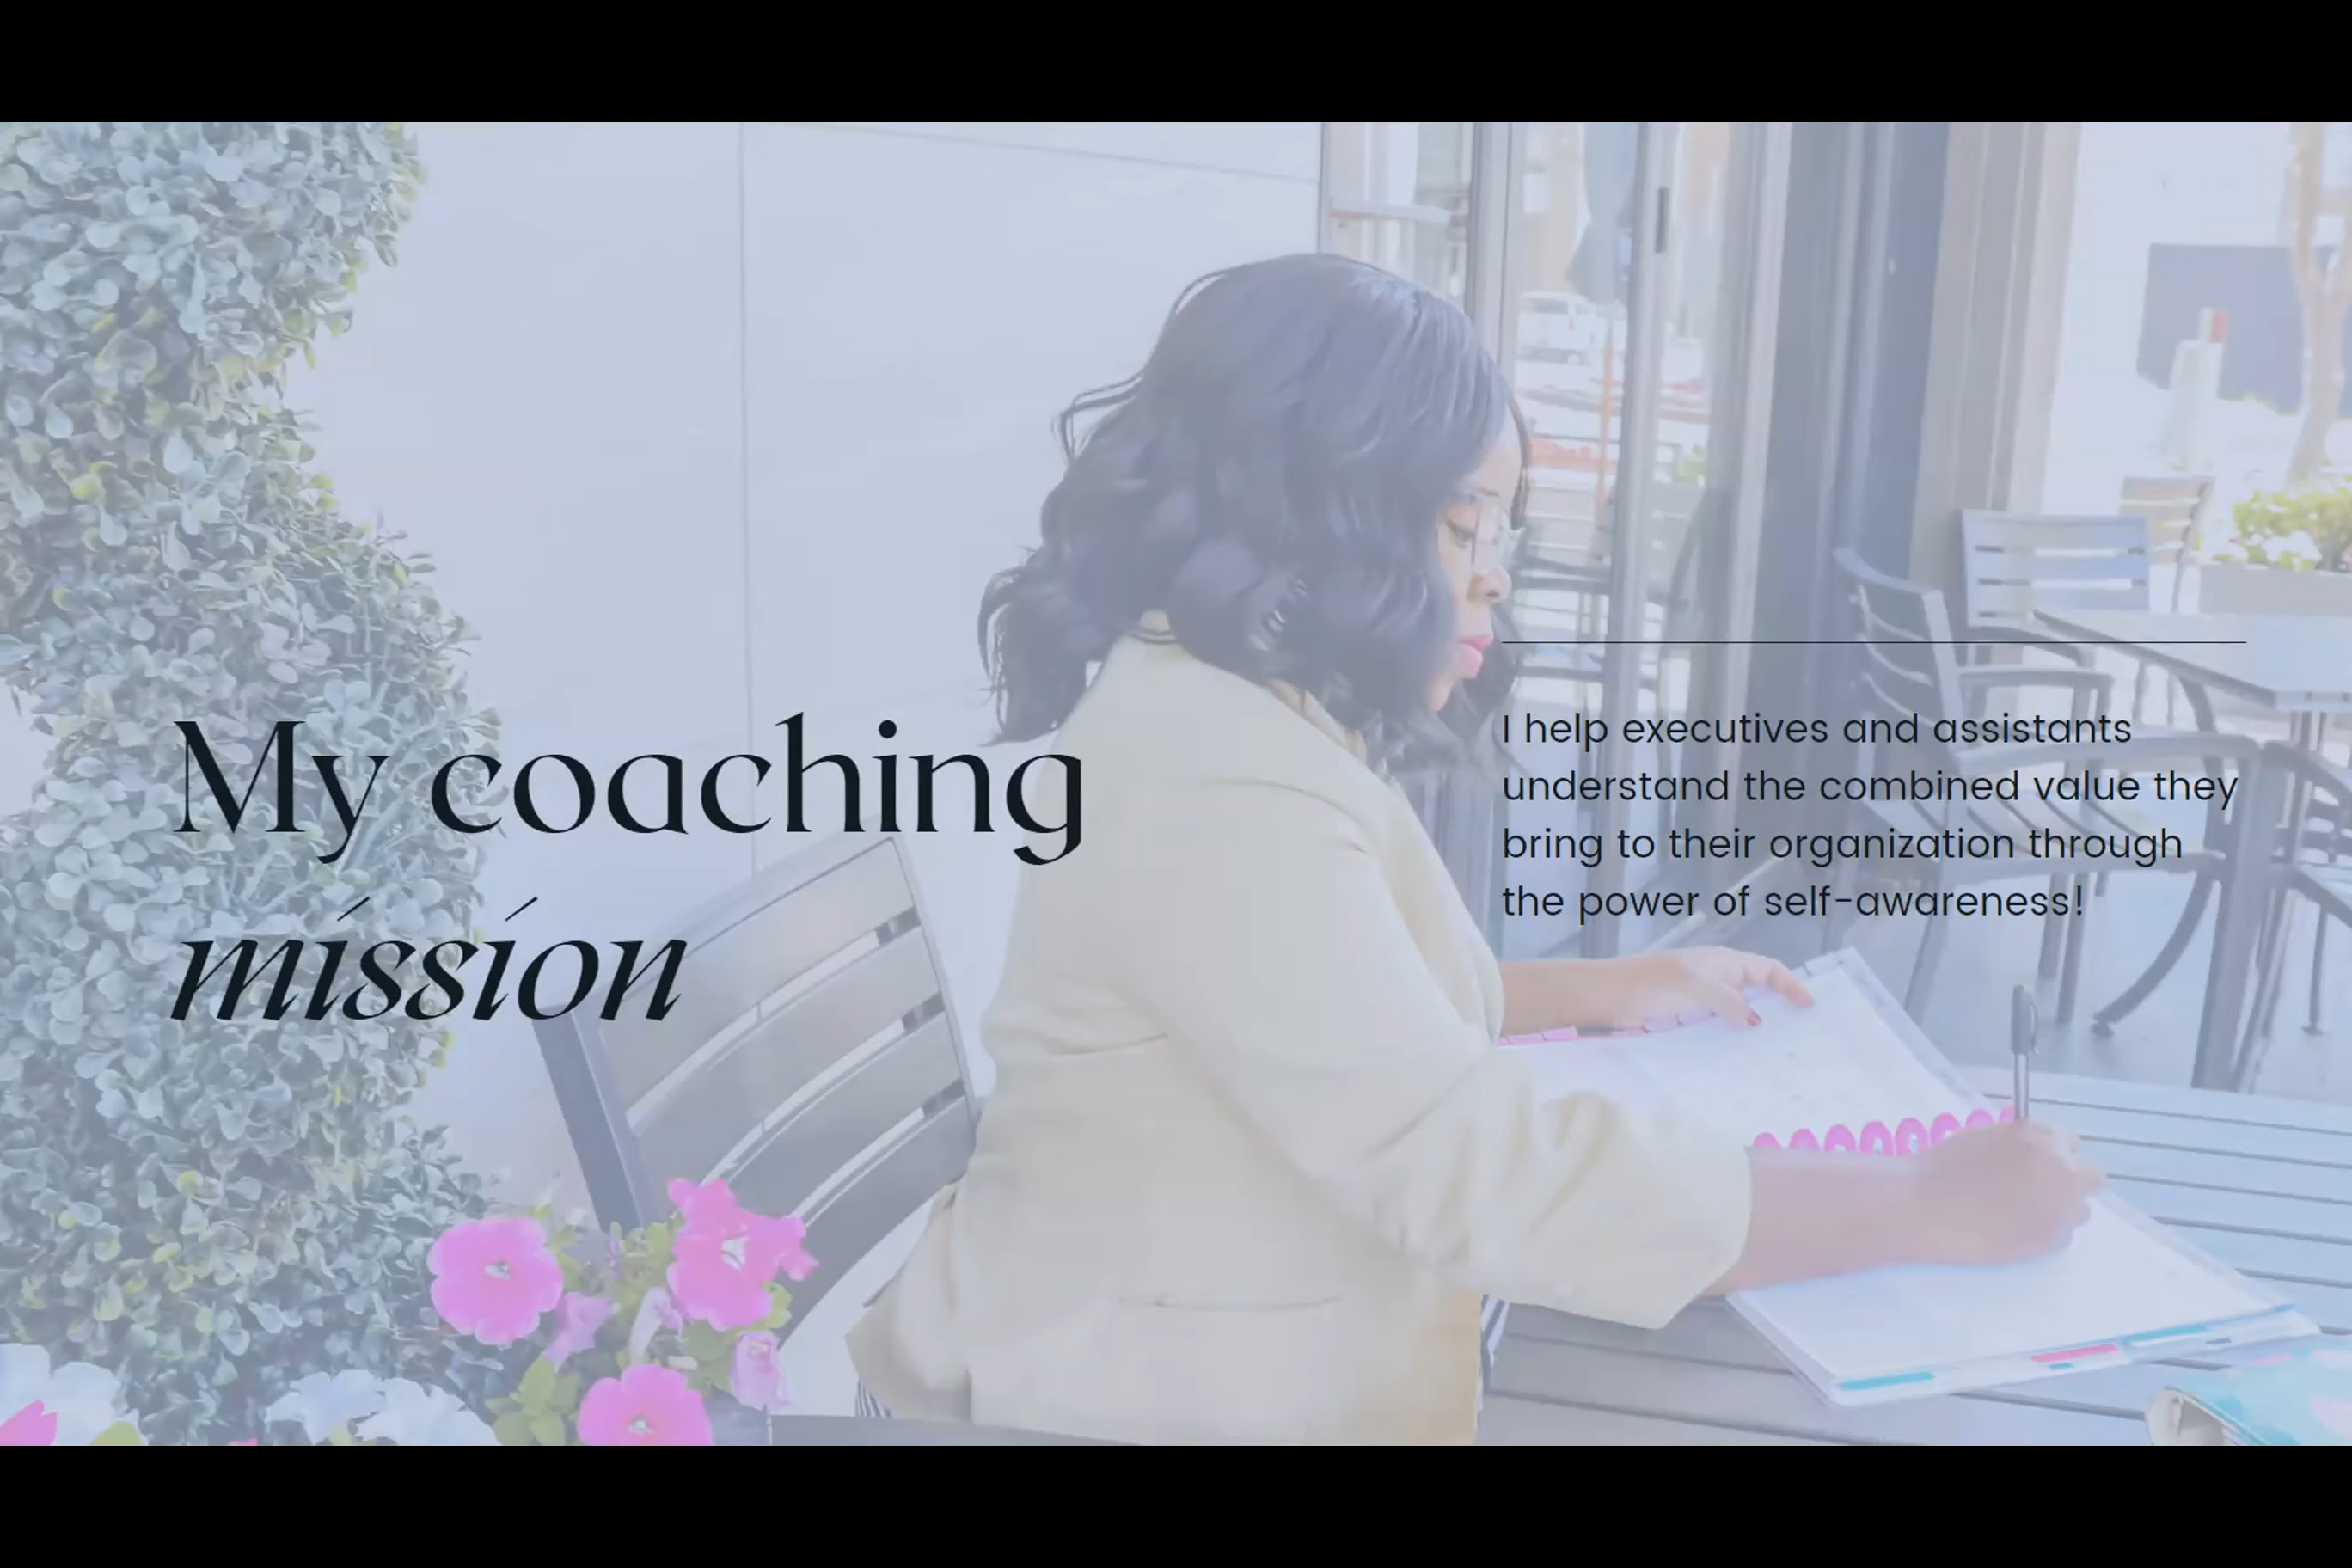 My coaching
mission
I help executives and assistants
understand the combined value they
bring to their organization through
the power of self-awareness!